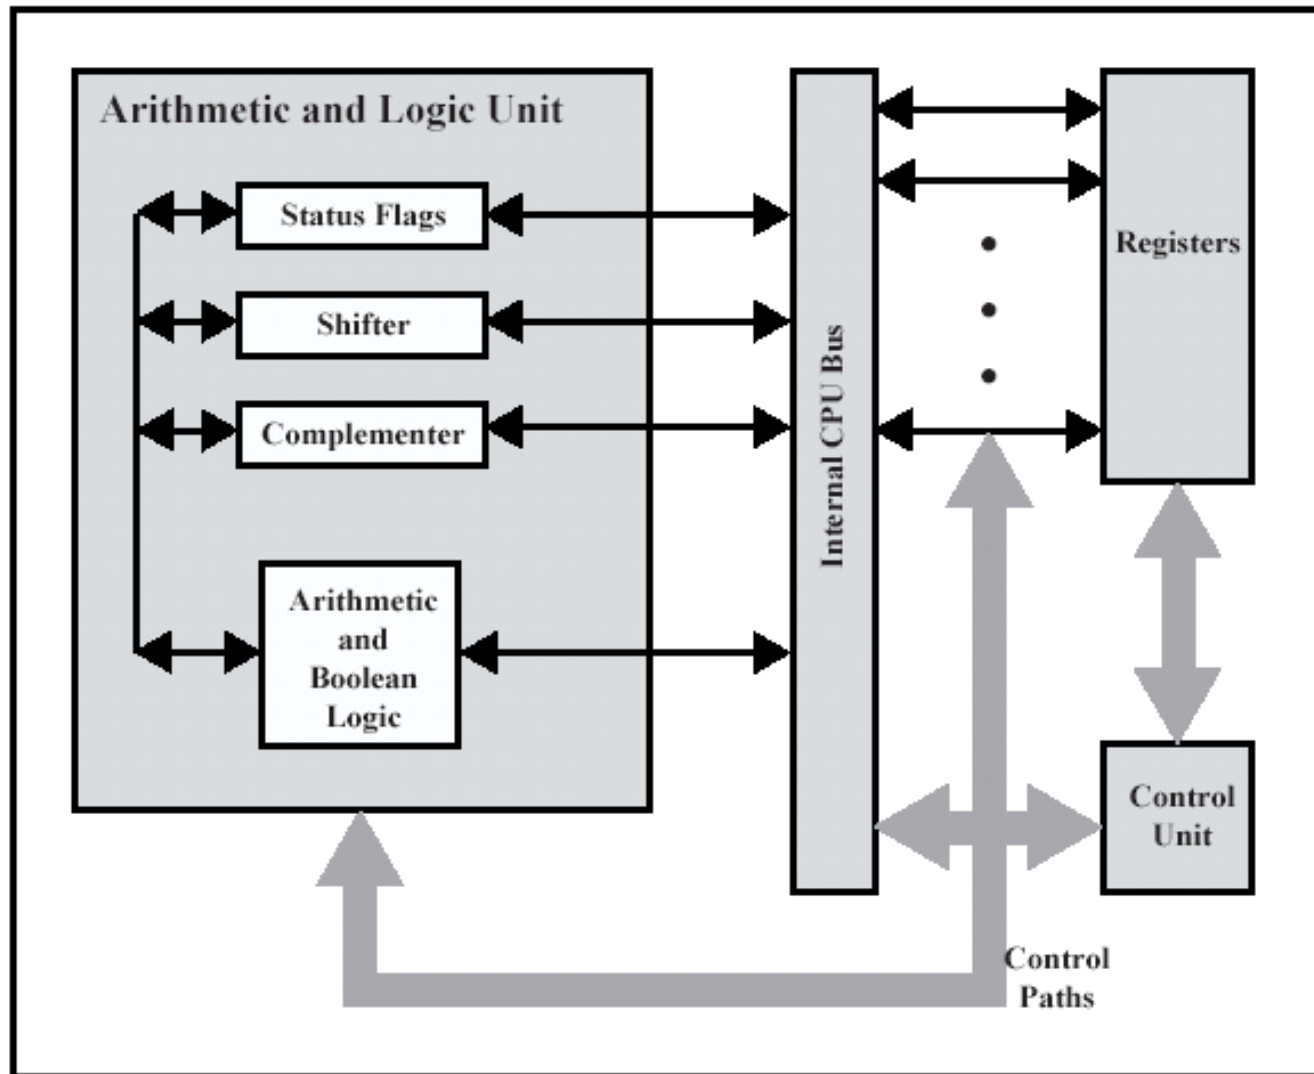 Arithmetic and Logic Unit
Status Flags
Shifter
Complementer
Arithmetic
and
Boolean
Logic
Internal CPU Bus
Registers
Control
Unit
Control
Paths